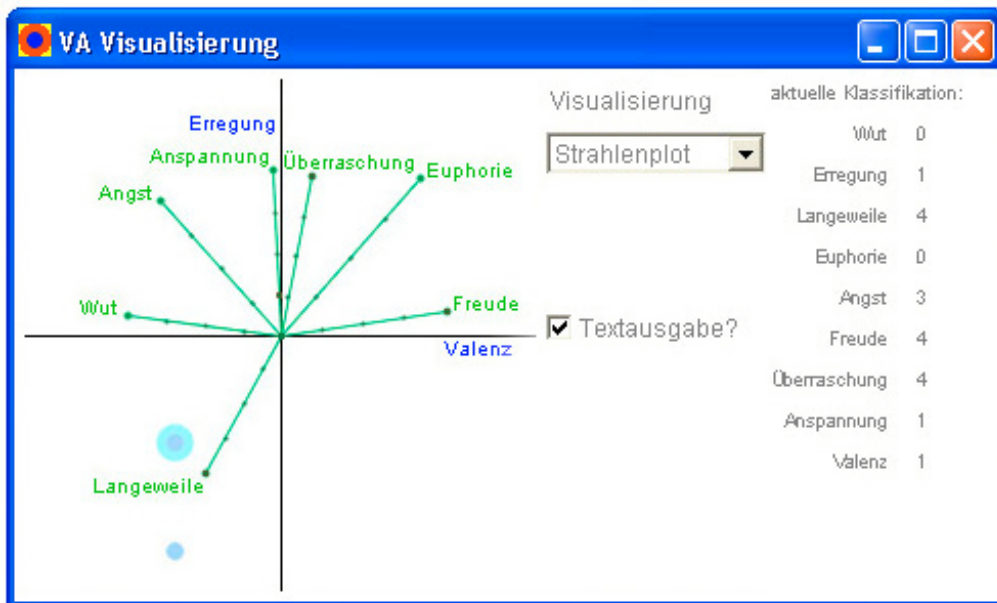 VA Visualisierung
Erregung
Anspannung
Überraschung
Euphorie
Angst
Wut
Freude
Valenz
Langeweile
Visualisierung
Strahlenplot
Textausgabe?
aktuelle Klassifikation:
Wut 0
Erregung 1
Langeweile 4
Euphorie 0
Angst 3
Freude 4
Überraschung 4
Anspannung 1
Valenz 1